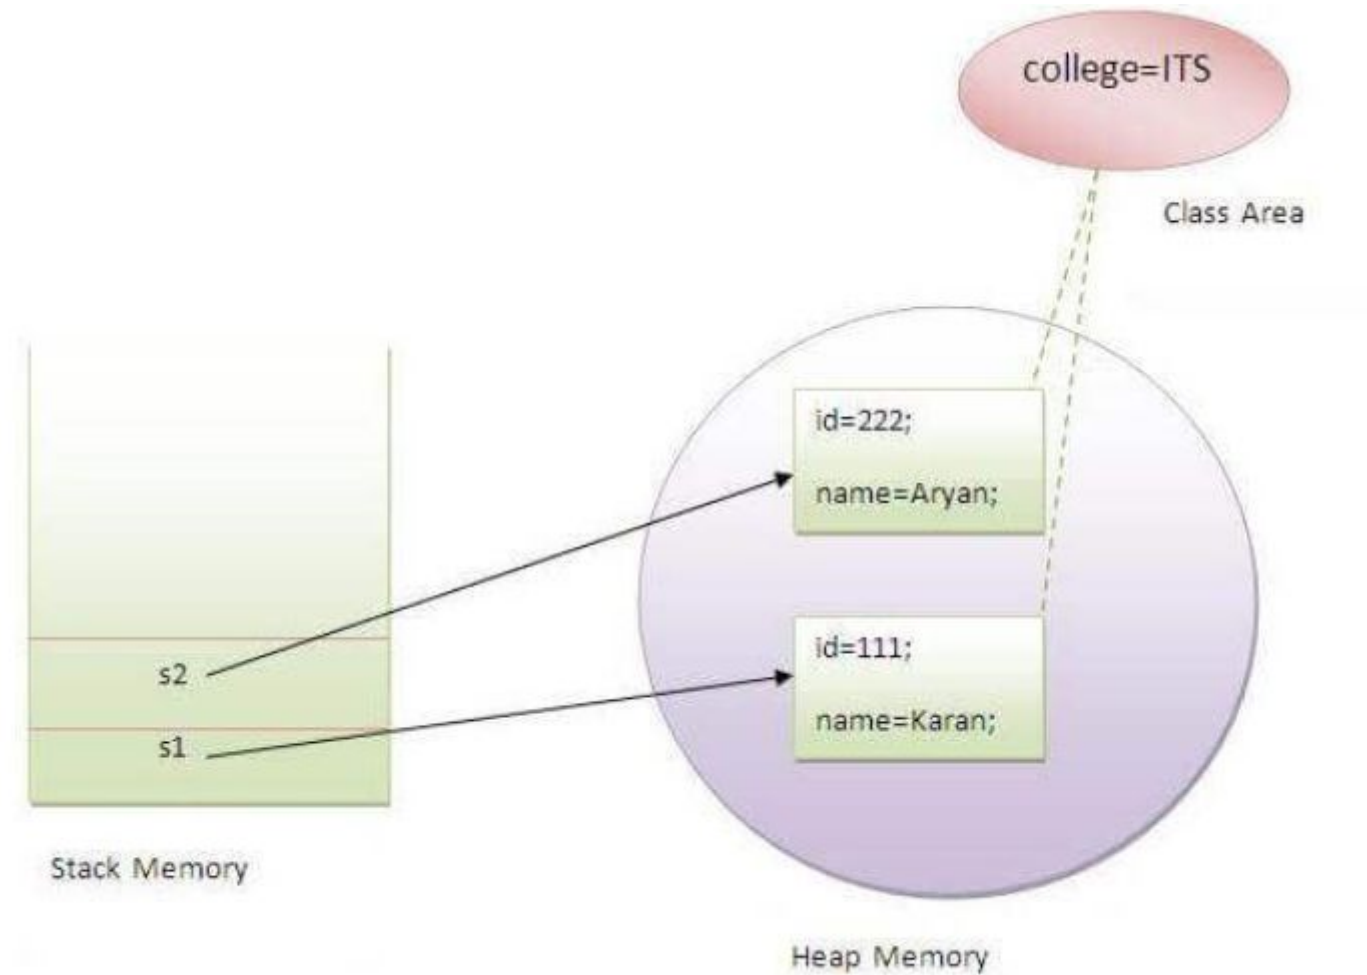 college=ITS
Class Area
id=222;
name=Aryan;
s2
id=111;
name=Karan;
s1
Stack Memory
Heap Memory